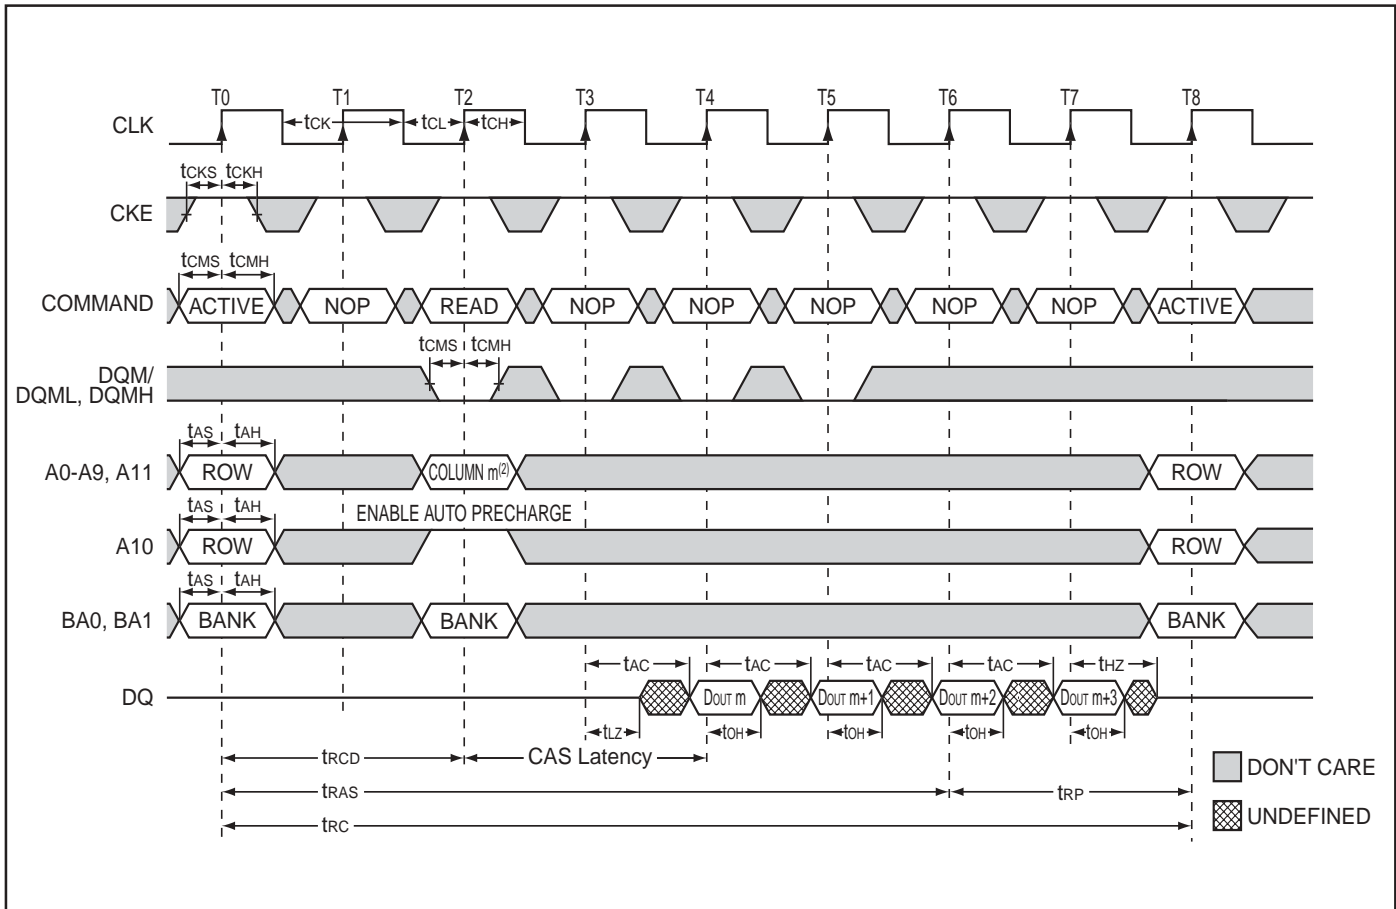 T0 T1 T2 T3 T4 T5 T6 T7 T8
CLK tCK tCL tCH
tCKS tCKH
CKE
tCMS tCMH
COMMAND ACTIVE NOP READ NOP NOP NOP NOP NOP ACTIVE
tCMS tCMH
DQM/
DQML, DQMH
tAS tAH
A0-A9, A11 ROW COLUMN m(2) ROW
tAS tAH ENABLE AUTO PRECHARGE
A10 ROW ROW
tAS tAH
BA0, BA1 BANK BANK BANK
tAC tAC tAC tAC tHZ
DQ DOUT m DOUT m+1 DOUT m+2 DOUT m+3
tLZ tOH tOH tOH tOH
tRCD CAS Latency
DON'T CARE
tRAS tRP
UNDEFINED
tRC